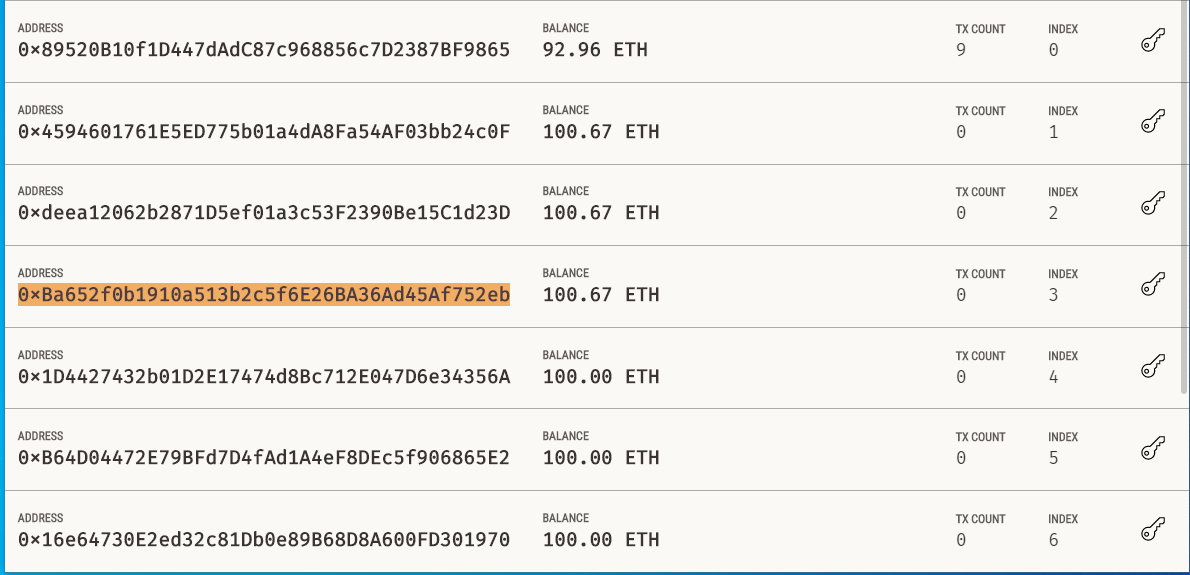 ADDRESS BALANCE TX COUNT INDEX
0×89520B10f1D447dAdC87c968856c7D2387BF9865 92.96 ETH 9 0
ADDRESS BALANCE TX COUNT INDEX
0×4594601761E5ED775b01a4dA8Fa54AF03bb24c0F 100.67 ETH 0 1
ADDRESS BALANCE TX COUNT INDEX
0×deea12062b2871D5ef01a3c53F2390Be15C1d23D 100.67 ETH 0 2
ADDRESS BALANCE TX COUNT INDEX
0×Ba652f0b1910a513b2c5f6E26BA36Ad45Af752eb 100.67 ETH 0 3
ADDRESS BALANCE TX COUNT INDEX
0×1D4427432b01D2E17474d8Bc712E047D6e34356A 100.00 ETH 0 4
ADDRESS BALANCE TX COUNT INDEX
0×B64D04472E79BFd7D4fAd1A4eF8DEc5f906865E2 100.00 ETH 0 5
ADDRESS BALANCE TX COUNT INDEX
0×16e64730E2ed32c81Db0e89B68D8A600FD301970 100.00 ETH 0 6